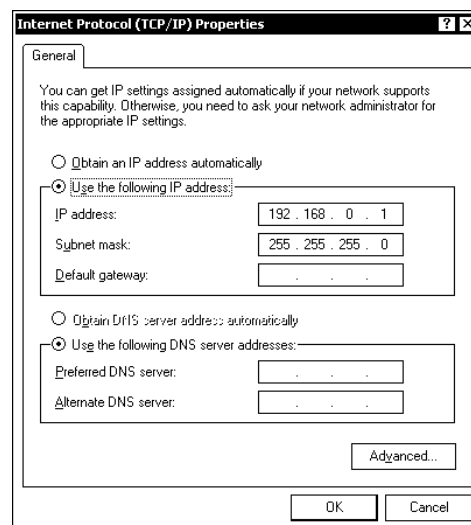 Internet Protocol (TCP/IP) Properties
General
You can get IP settings assigned automatically if your network supports
this capability. Otherwise, you need to ask your network administrator for
the appropriate IP settings.
Obtain an IP address automatically
Use the following IP address:
IP address: 192 . 168 . 0 . 1
Subnet mask: 255 . 255 . 255 . 0
Default gateway: . . .
Obtain DNS server address automatically
Use the following DNS server addresses:
Preferred DNS server: . . .
Alternate DNS server: . . .
Advanced...
OK Cancel